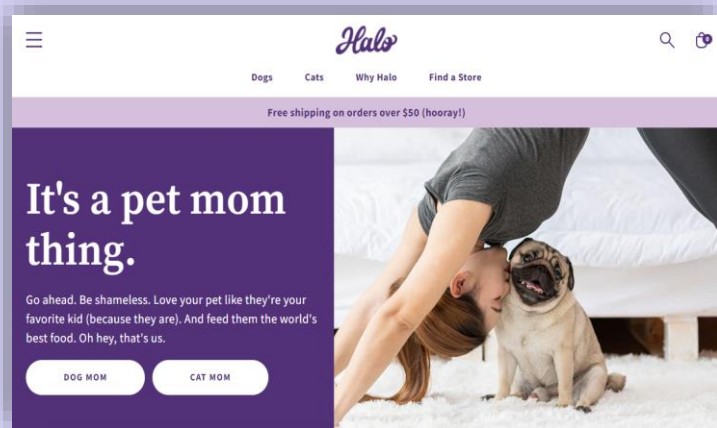 Halo
0
Dogs Cats Why Halo Find a Store
Free shipping on orders over $50 (hooray!)
It's a pet mom
thing.
Go ahead. Be shameless. Love your pet like they're your
favorite kid (because they are). And feed them the world's
best food. Oh hey, that's us.
DOG MOM CAT MOM